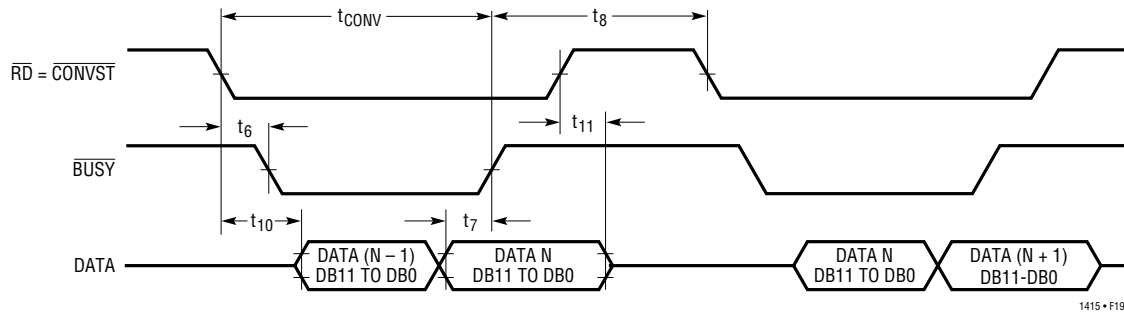 tCONV
t8
RD = CONVST
t6
t11
BUSY
t10
t7
DATA
DATA (N – 1)
DB11 TO DB0
DATA N
DB11 TO DB0
DATA N
DB11 TO DB0
DATA (N + 1)
DB11-DB0
1415 • F19